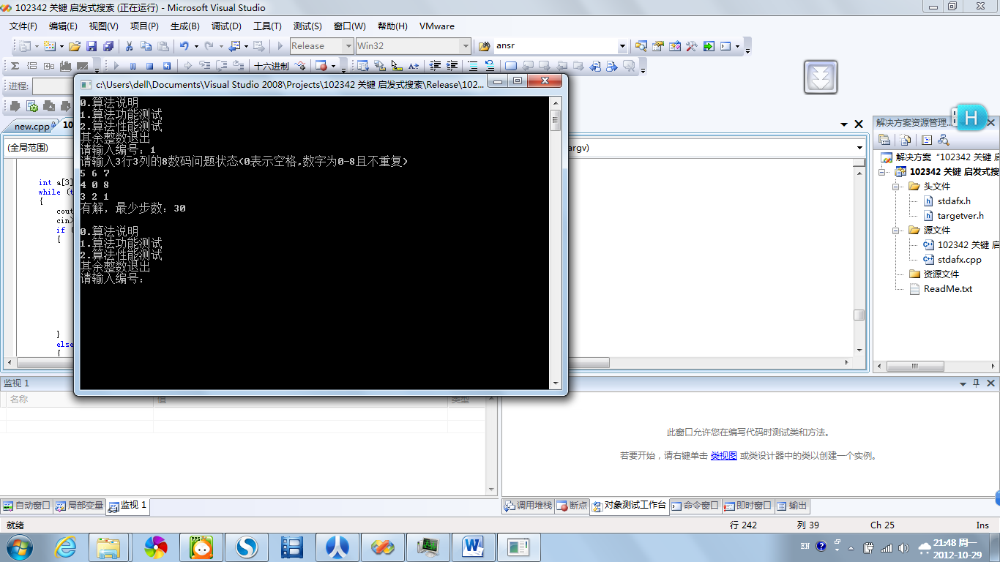 102342 关键 启发式搜索 (正在运行) - Microsoft Visual Studio
文件(F) 编辑(E) 视图(V) 项目(P) 生成(B) 调试(D) 工具(T) 测试(S) 窗口(W) 帮助(H) VMware
Release Win32 ansr
十六进制
进程:
c:\Users\dell\Documents\Visual Studio 2008\Projects\102342 关键 启发式搜索\Release\102...
0.算法说明
1.算法功能测试
2.算法性能测试
其余整数退出
请输入编号: 1
请输入3行3列的8数码问题状态(0表示空格,数字为0-8且不重复)
5 6 7
4 0 8
3 2 1
有解, 最少步数: 30
0.算法说明
1.算法功能测试
2.算法性能测试
其余整数退出
请输入编号:
new.cpp 10
(全局范围) argv)
int a[3]
while (t
{
cout
cin>
if (
{
}
else
{
解决方案资源管理...
H
解决方案“102342 关键 启
102342 关键 启发式搜
头文件
stdafx.h
targetver.h
源文件
102342 关键 启
stdafx.cpp
资源文件
ReadMe.txt
监视 1
名称 值 类型
此窗口允许您在编写代码时测试类和方法。
若要开始，请右键单击 类视图 或类设计器中的类以创建一个实例。
自动窗口 局部变量 监视 1 调用堆栈 断点 对象测试工作台 命令窗口 即时窗口 输出
就绪 行 242 列 39 Ch 25 Ins
PPS
EN
21:48 周一
2012-10-29